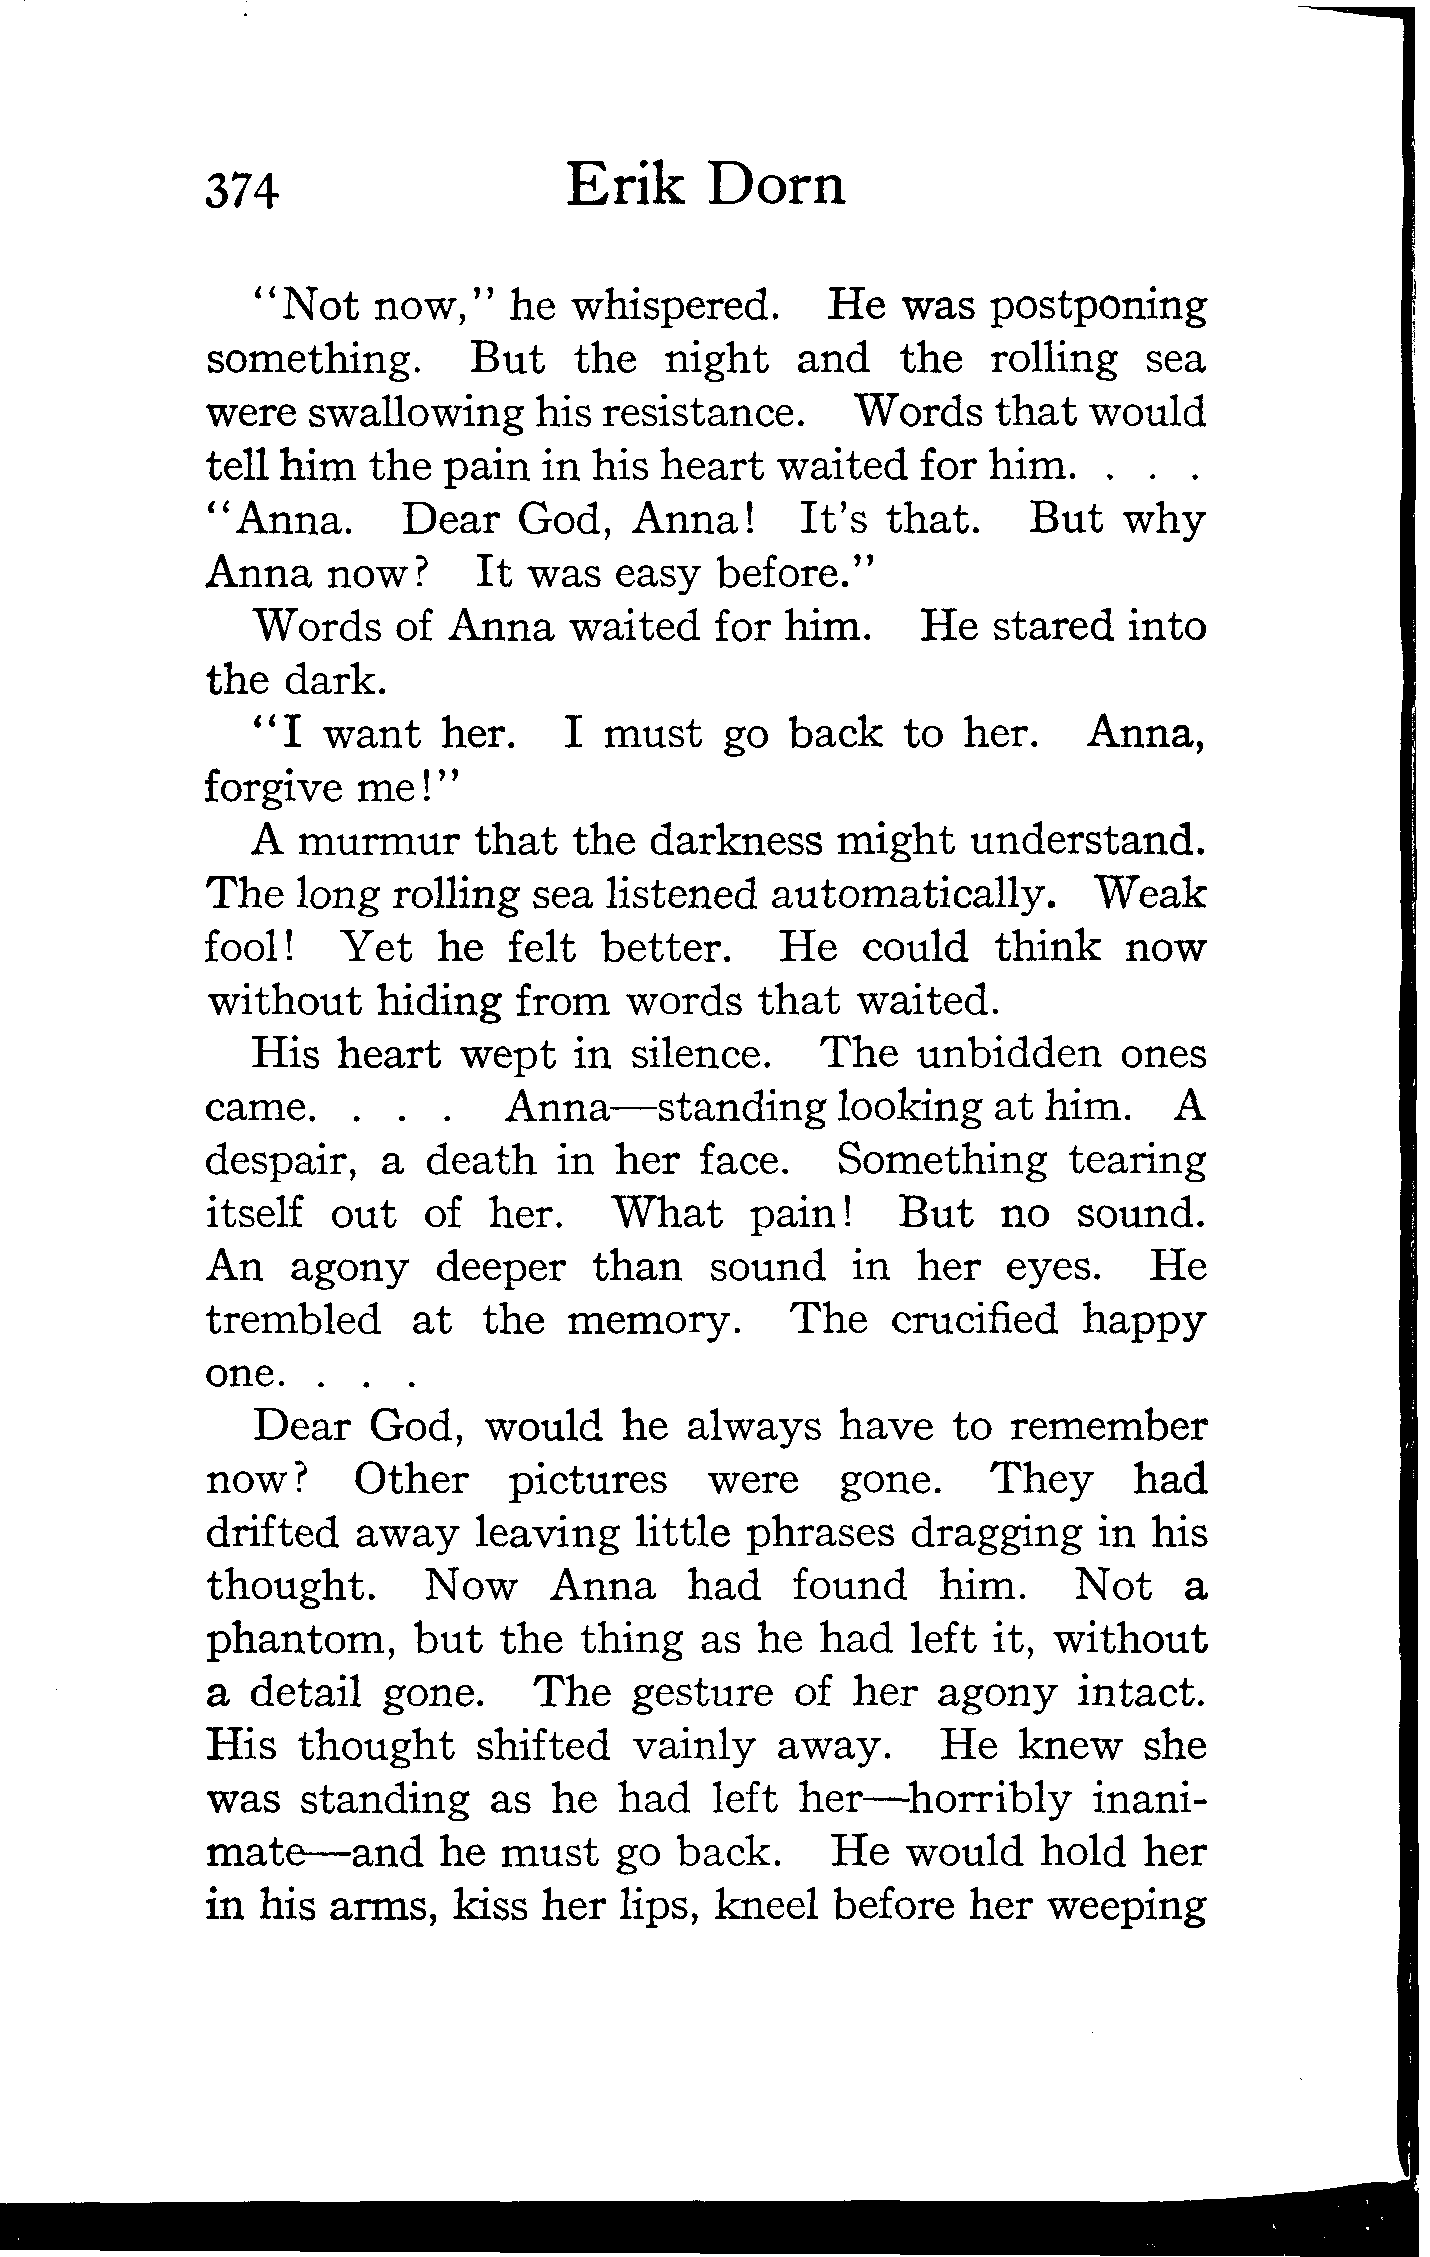 374 Erik Dorn
"Not now," he whispered. He was postponing
something. But the night and the rolling sea
were swallowing his resistance. Words that would
tell him the pain in his heart waited for him. . . .
"Anna. Dear God, Anna! It's that. But why
Anna now? It was easy before."
Words of Anna waited for him. He stared into
the dark.
"I want her. I must go back to her. Anna,
forgive me!"
A murmur that the darkness might understand.
The long rolling sea listened automatically. Weak
fool! Yet he felt better. He could think now
without hiding from words that waited.
His heart wept in silence. The unbidden ones
came. . . . Anna—standing looking at him. A
despair, a death in her face. Something tearing
itself out of her. What pain! But no sound.
An agony deeper than sound in her eyes. He
trembled at the memory. The crucified happy
one. . . .
Dear God, would he always have to remember
now? Other pictures were gone. They had
drifted away leaving little phrases dragging in his
thought. Now Anna had found him. Not a
phantom, but the thing as he had left it, without
a detail gone. The gesture of her agony intact.
His thought shifted vainly away. He knew she
was standing as he had left her—horribly inani-
mate—and he must go back. He would hold her
in his arms, kiss her lips, kneel before her weeping